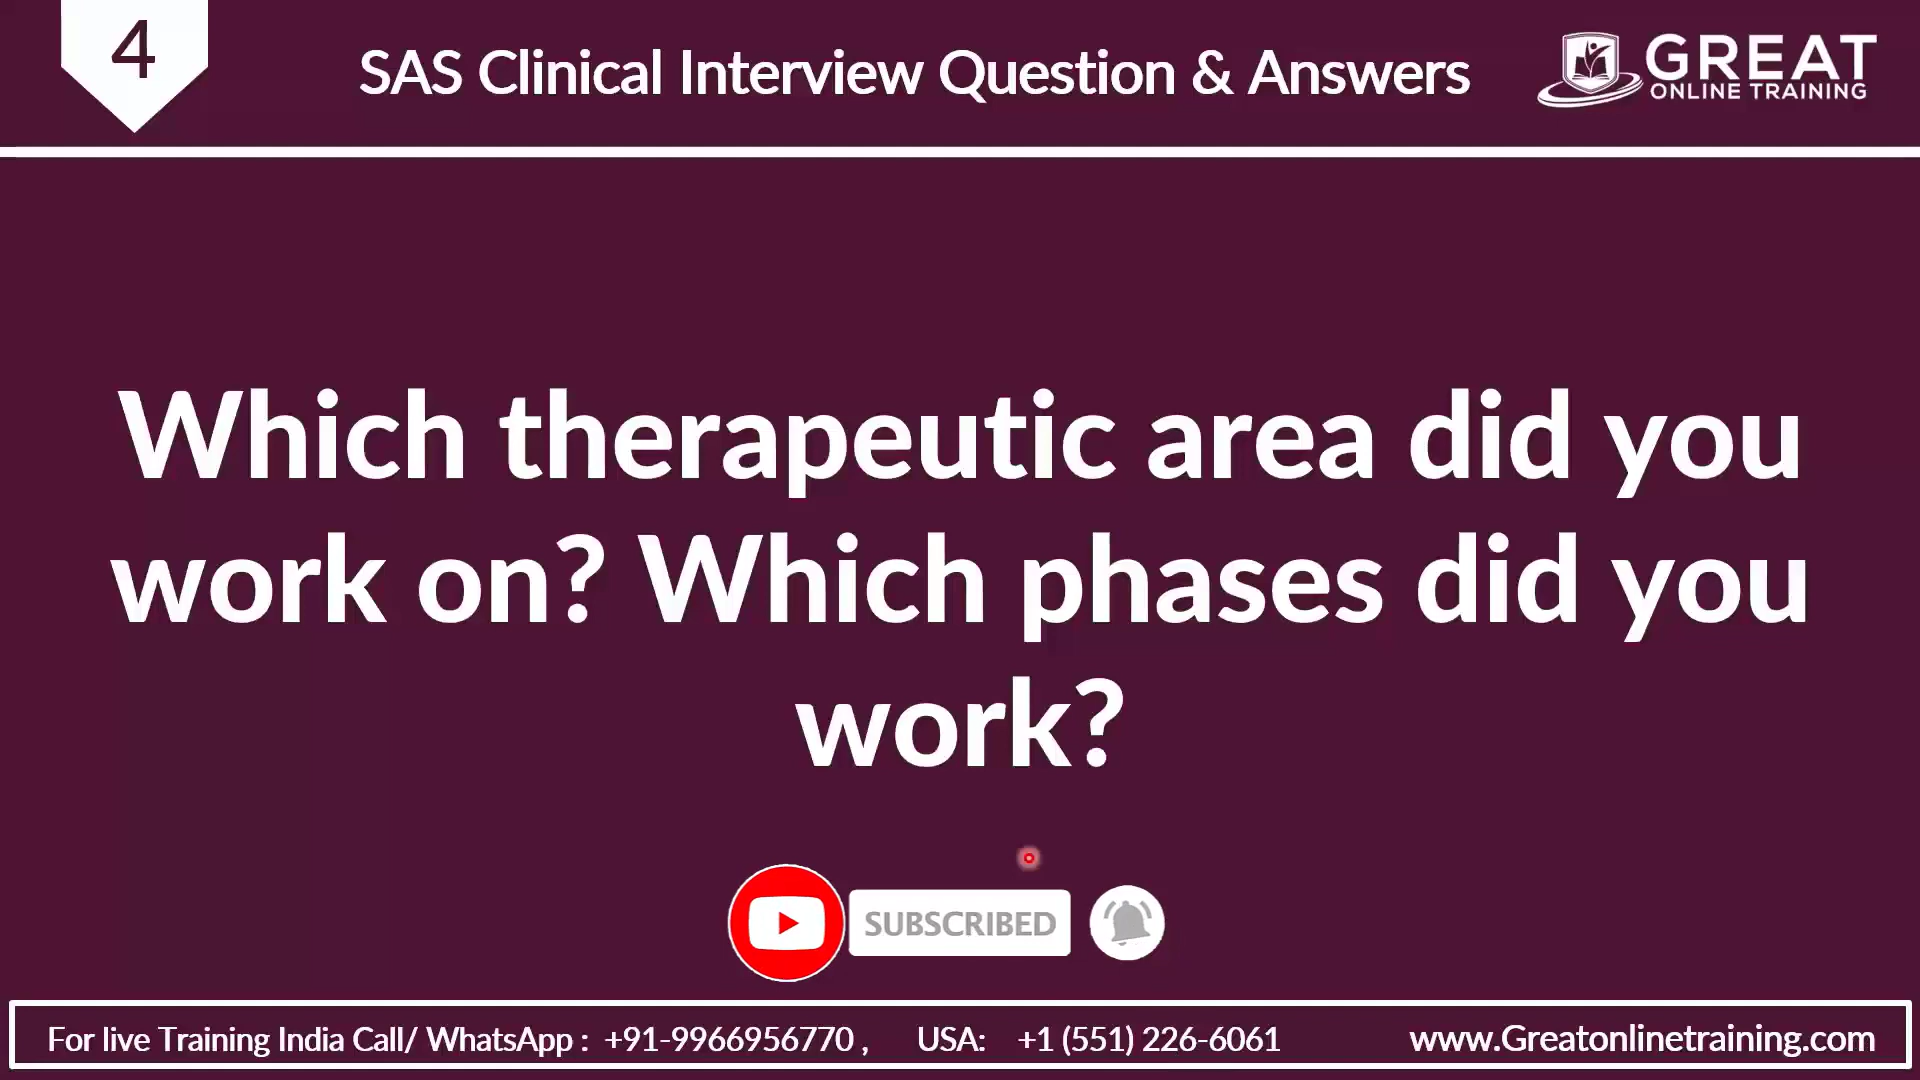 4
SAS Clinical Interview Question & Answers
GREAT
ONLINE TRAINING
Which therapeutic area did you
work on? Which phases did you
work?
SUBSCRIBED
For live Training India Call/ WhatsApp : +91-9966956770 , USA: +1 (551) 226-6061 www.Greatonlinetraining.com